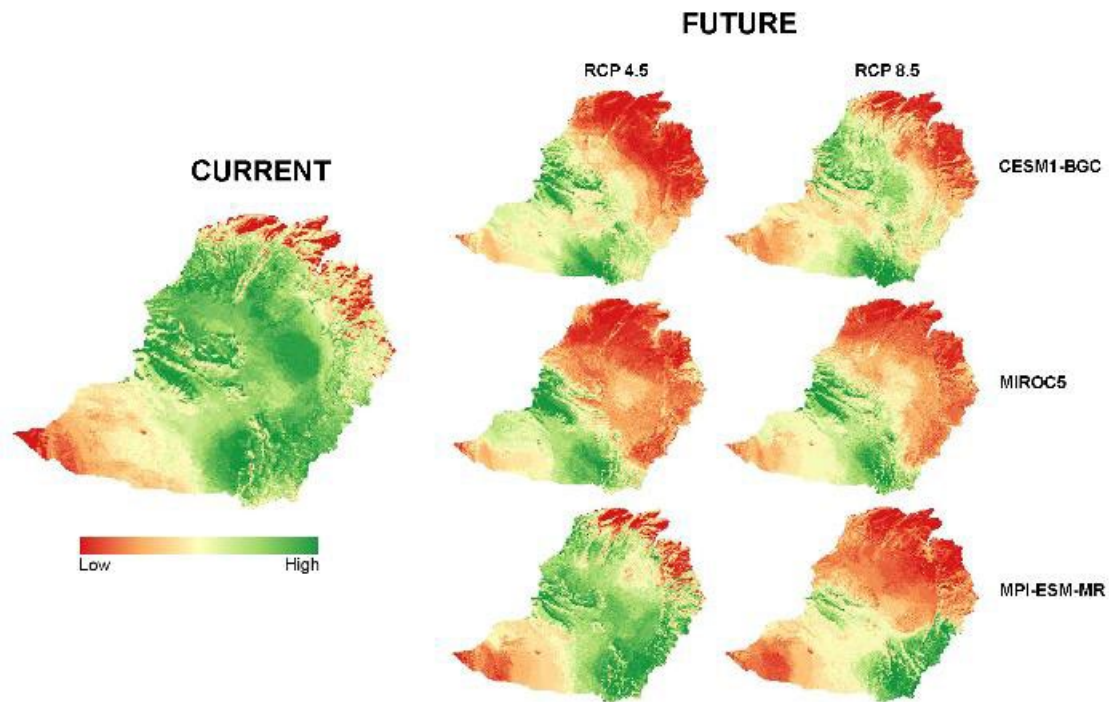 FUTURE
RCP 4.5 RCP 8.5
CESM1-BGC
CURRENT
MIROC5
Low High
MPI-ESM-MR